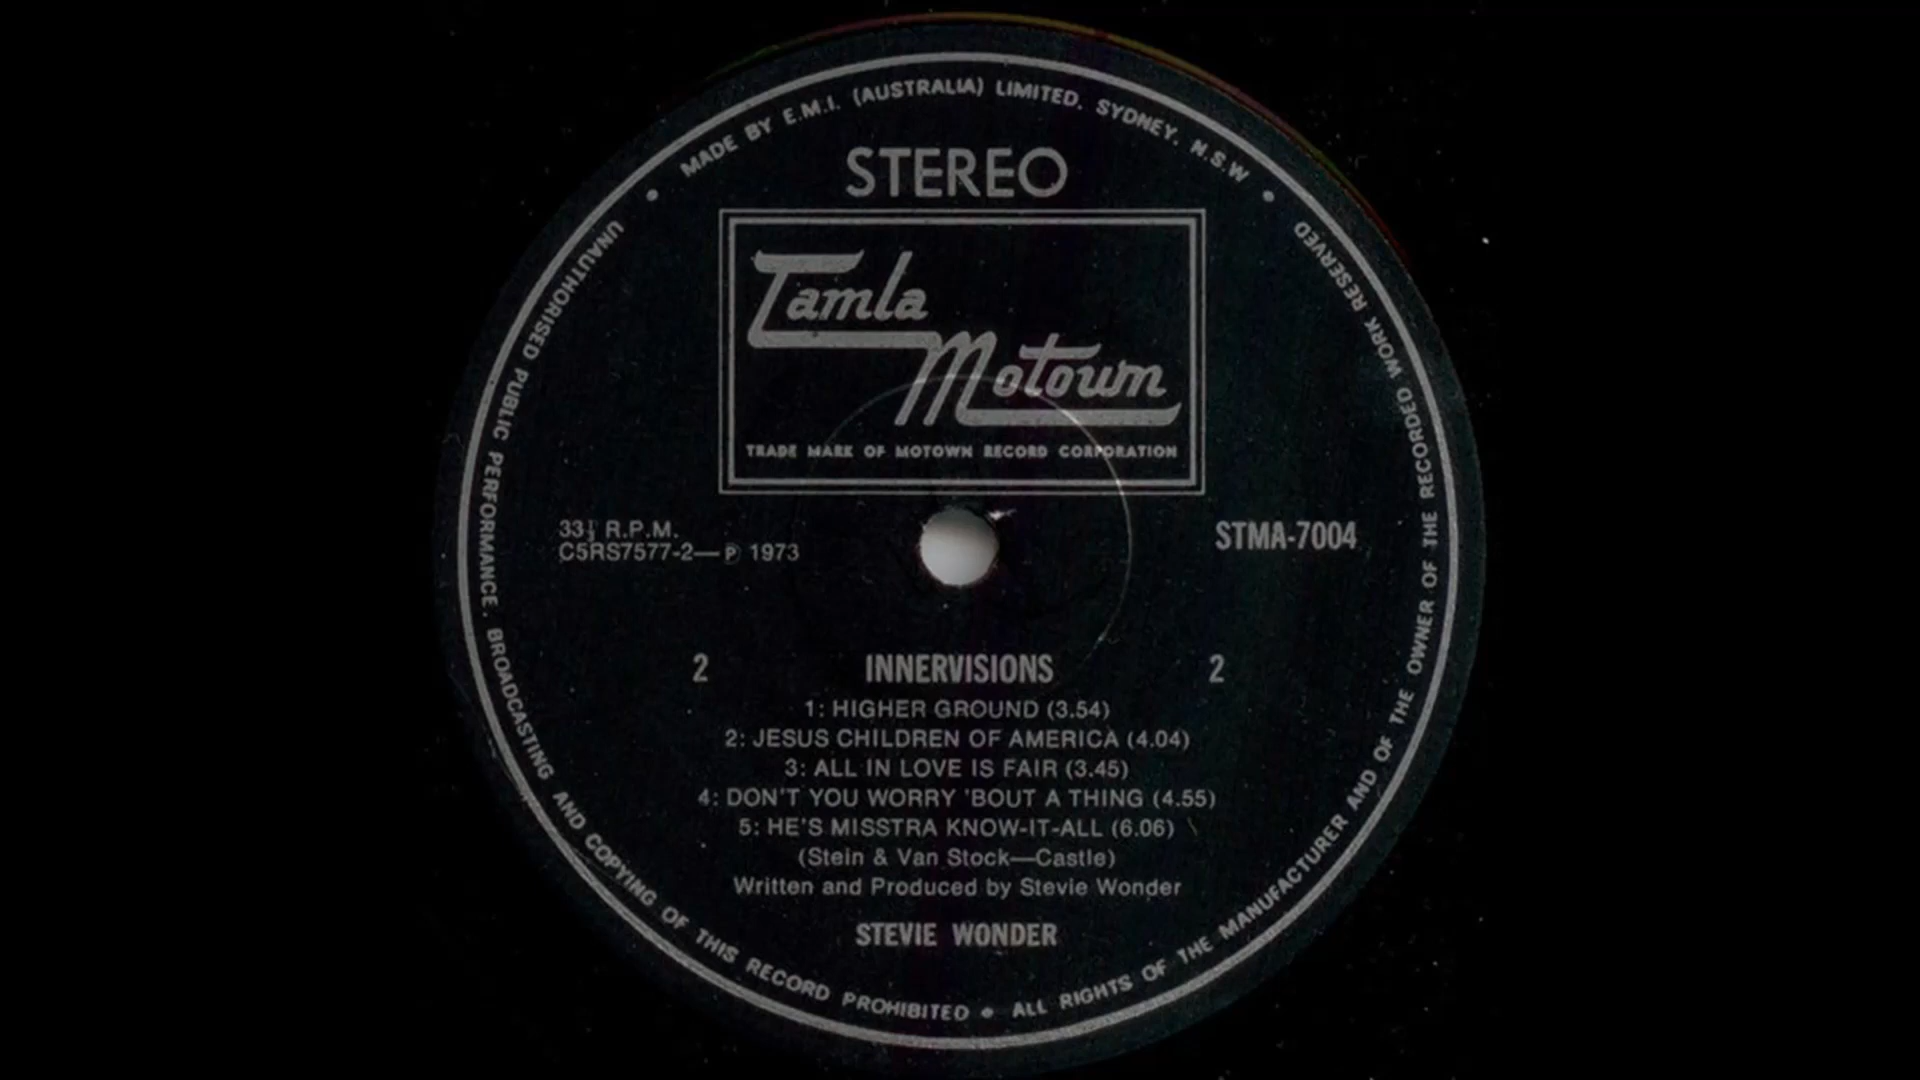 MADE BY E.M.I. (AUSTRALIA) LIMITED. SYDNEY. N.S.W
STEREO
Tamla
Motown
TRADE MARK OF MOTOWN RECORD CORPORATION
33⅓ R.P.M.
C5RS7577-2—Ⓟ 1973
STMA-7004
2 INNERVISIONS 2
1: HIGHER GROUND (3.54)
2: JESUS CHILDREN OF AMERICA (4.04)
3: ALL IN LOVE IS FAIR (3.45)
4: DON'T YOU WORRY 'BOUT A THING (4.55)
5: HE'S MISSTRA KNOW-IT-ALL (6.06)
(Stein & Van Stock—Castle)
Written and Produced by Stevie Wonder
STEVIE WONDER
UNAUTHORISED PUBLIC PERFORMANCE. BROADCASTING AND COPYING OF THIS RECORD PROHIBITED • ALL RIGHTS OF THE MANUFACTURER AND OF THE OWNER OF THE RECORDED WORK RESERVED